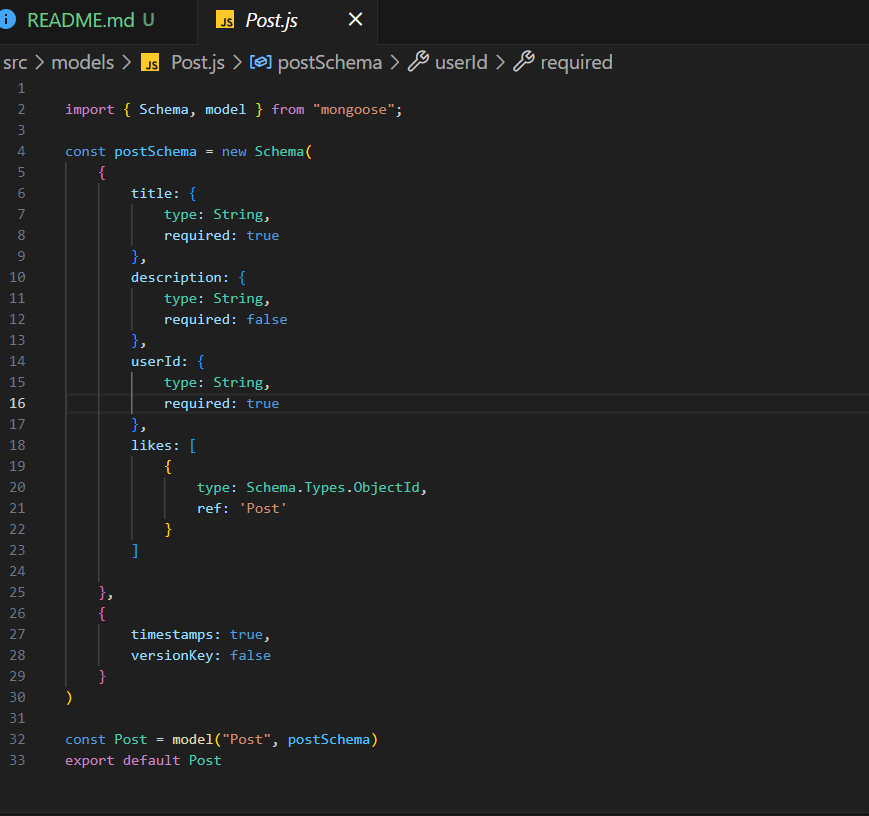 README.md U JS Post.js
src > models > JS Post.js > postSchema > userId > required
1
2 import { Schema, model } from "mongoose";
3
4 const postSchema = new Schema(
5 {
6 title: {
7 type: String,
8 required: true
9 },
10 description: {
11 type: String,
12 required: false
13 },
14 userId: {
15 type: String,
16 required: true
17 },
18 likes: [
19 {
20 type: Schema.Types.ObjectId,
21 ref: 'Post'
22 }
23 ]
24
25 },
26 {
27 timestamps: true,
28 versionKey: false
29 }
30 )
31
32 const Post = model("Post", postSchema)
33 export default Post